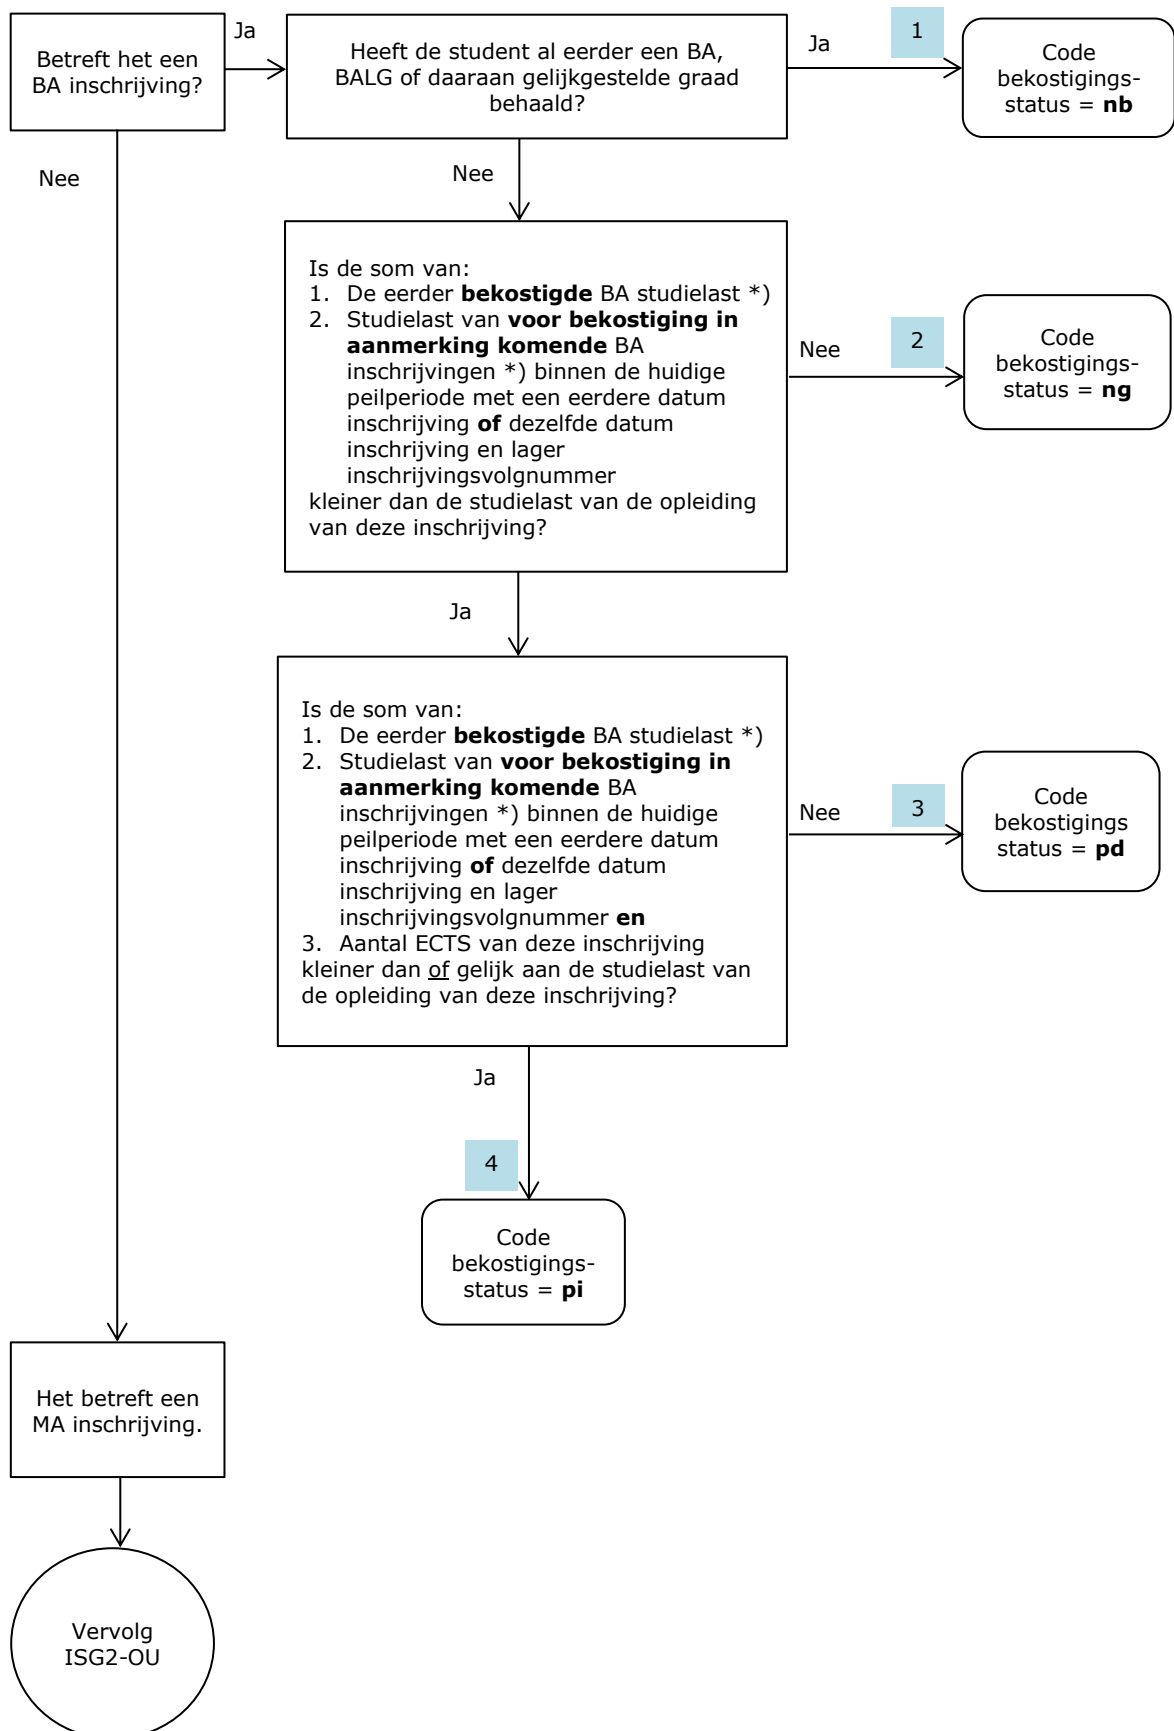 Betreft het een
BA inschrijving?
Ja
Heeft de student al eerder een BA,
BALG of daaraan gelijkgestelde graad
behaald?
Ja
1
Code
bekostigings-
status = nb
Nee
Nee
Is de som van:
1. De eerder bekostigde BA studielast *)
2. Studielast van voor bekostiging in
aanmerking komende BA
inschrijvingen *) binnen de huidige
peilperiode met een eerdere datum
inschrijving of dezelfde datum
inschrijving en lager
inschrijvingsvolgnummer
kleiner dan de studielast van de opleiding
van deze inschrijving?
Nee
2
Code
bekostigings-
status = ng
Ja
Is de som van:
1. De eerder bekostigde BA studielast *)
2. Studielast van voor bekostiging in
aanmerking komende BA
inschrijvingen *) binnen de huidige
peilperiode met een eerdere datum
inschrijving of dezelfde datum
inschrijving en lager
inschrijvingsvolgnummer en
3. Aantal ECTS van deze inschrijving
kleiner dan of gelijk aan de studielast van
de opleiding van deze inschrijving?
Nee
3
Code
bekostigings
status = pd
Ja
4
Code
bekostigings-
status = pi
Het betreft een
MA inschrijving.
Vervolg
ISG2-OU